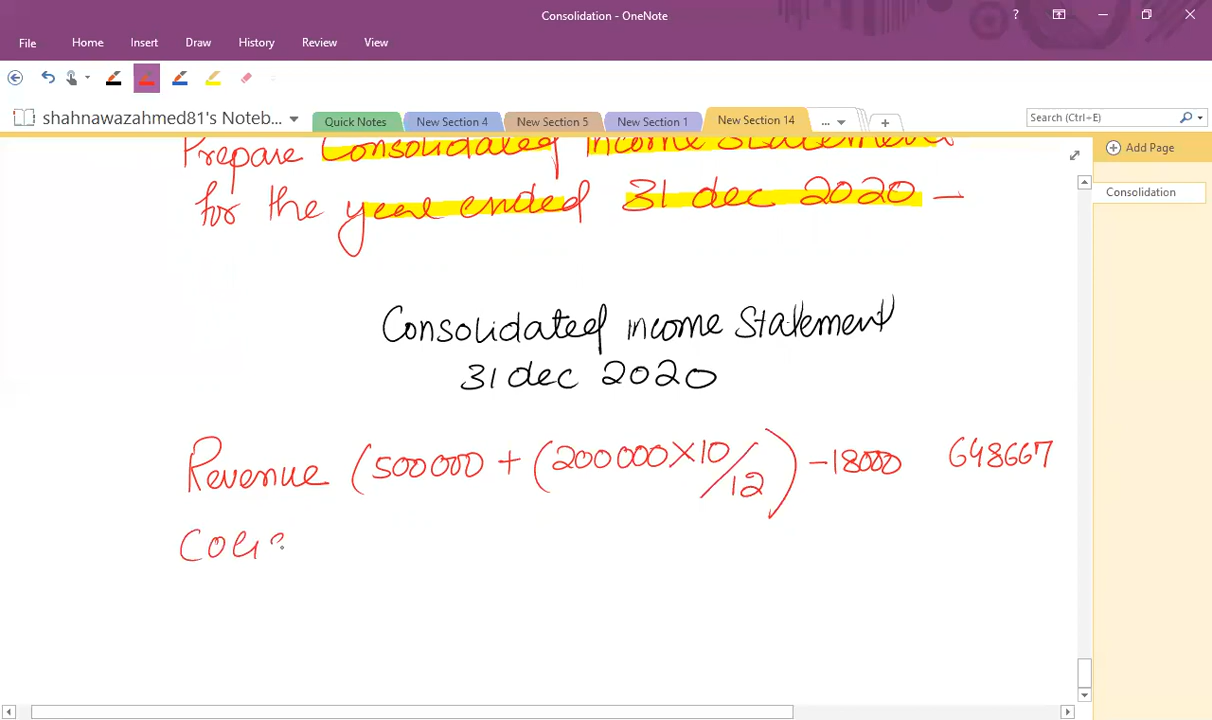 Consolidation - OneNote
?
File Home Insert Draw History Review View
shahnawazahmed81's Noteb... Quick Notes New Section 4 New Section 5 New Section 1 New Section 14 ... Search (Ctrl+E)
Add Page
Consolidation
Prepare Consolidated Income Statement
for the year ended 31 dec 2020 -
Consolidated income Statement
31 dec 2020
Revenue (500000 + (200000×10/12) -18000 648667
COG